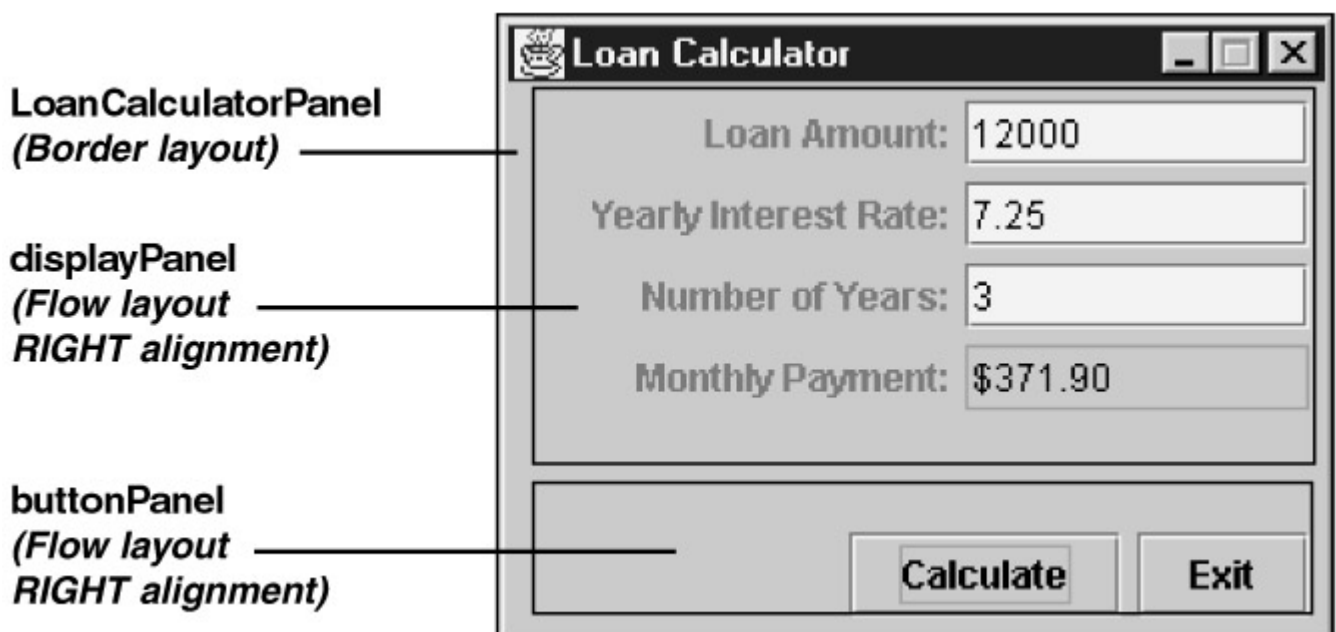 Loan Calculator
LoanCalculatorPanel
(Border layout)
Loan Amount: 12000
Yearly Interest Rate: 7.25
displayPanel
(Flow layout
RIGHT alignment)
Number of Years: 3
Monthly Payment: $371.90
buttonPanel
(Flow layout
RIGHT alignment)
Calculate Exit